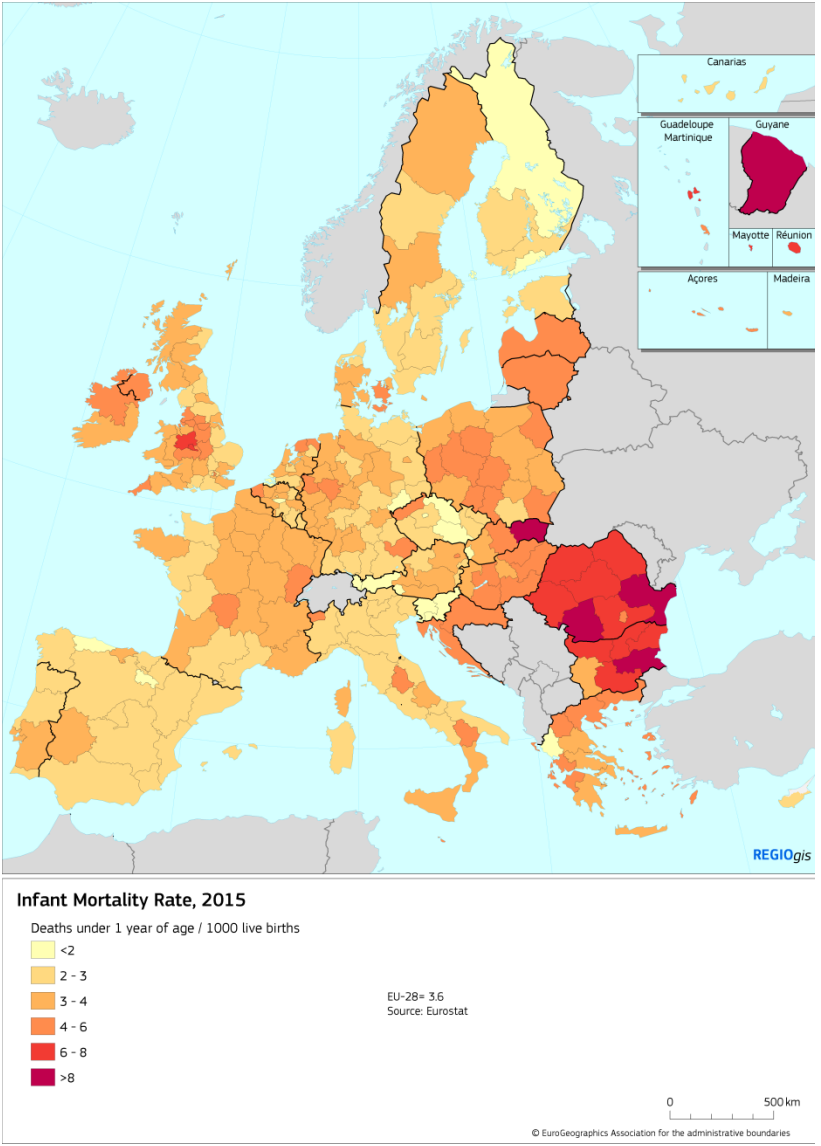 Canarias
Guadeloupe
Martinique
Guyane
Mayotte
Réunion
Açores
Madeira
REGIOgis
Infant Mortality Rate, 2015
Deaths under 1 year of age / 1000 live births
<2
2 - 3
3 - 4
4 - 6
6 - 8
>8
EU-28= 3.6
Source: Eurostat
0 500 km
© EuroGeographics Association for the administrative boundaries